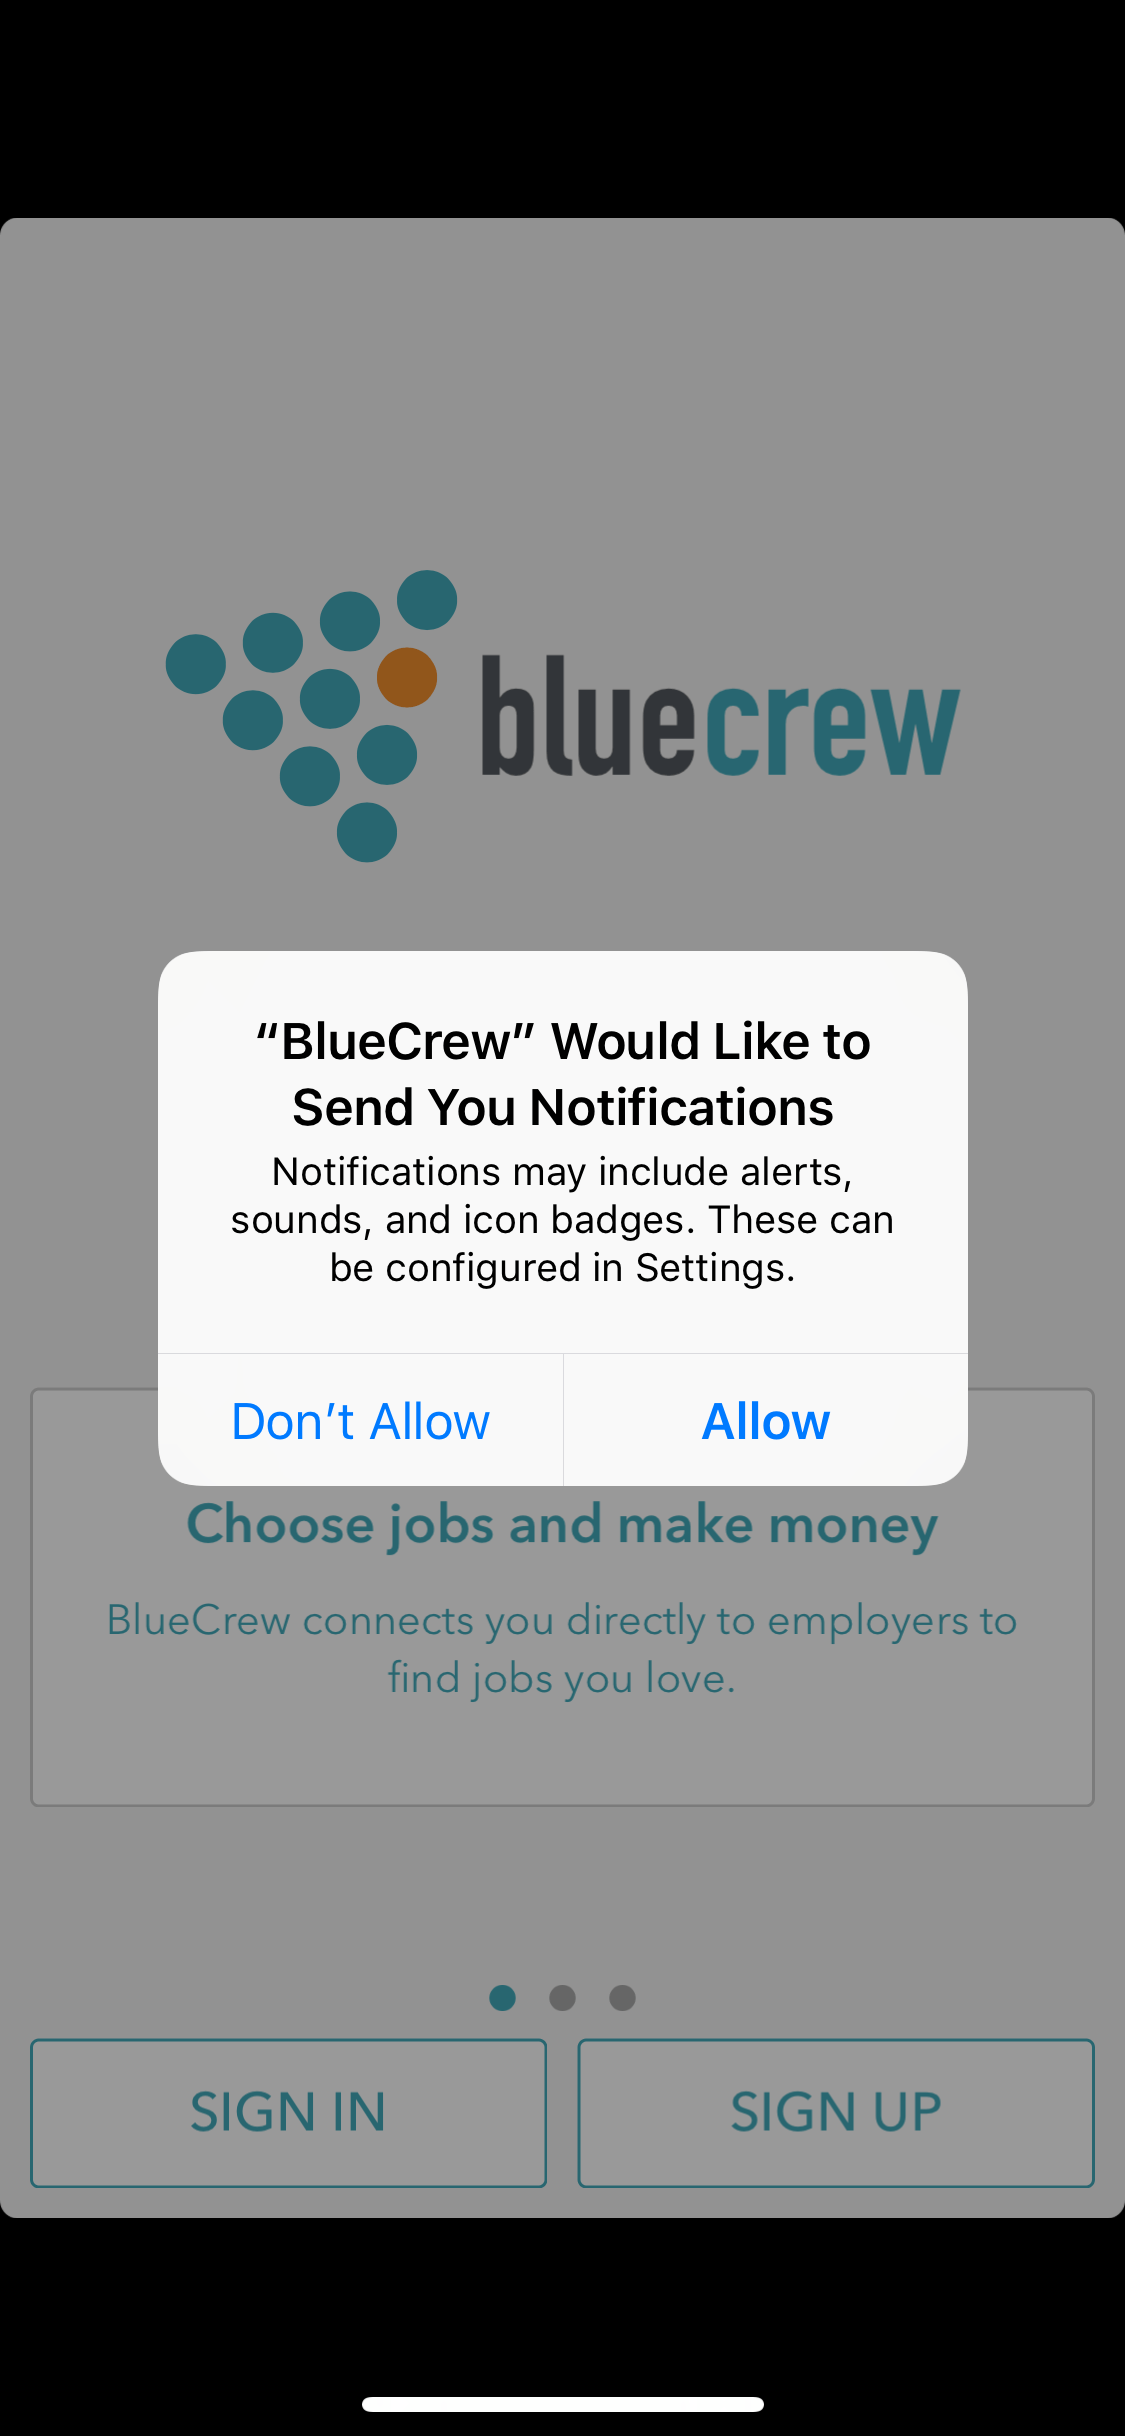 bluecrew
“BlueCrew” Would Like to
Send You Notifications
Notifications may include alerts,
sounds, and icon badges. These can
be configured in Settings.
Don’t Allow
Allow
Choose jobs and make money
BlueCrew connects you directly to employers to
find jobs you love.
SIGN IN
SIGN UP